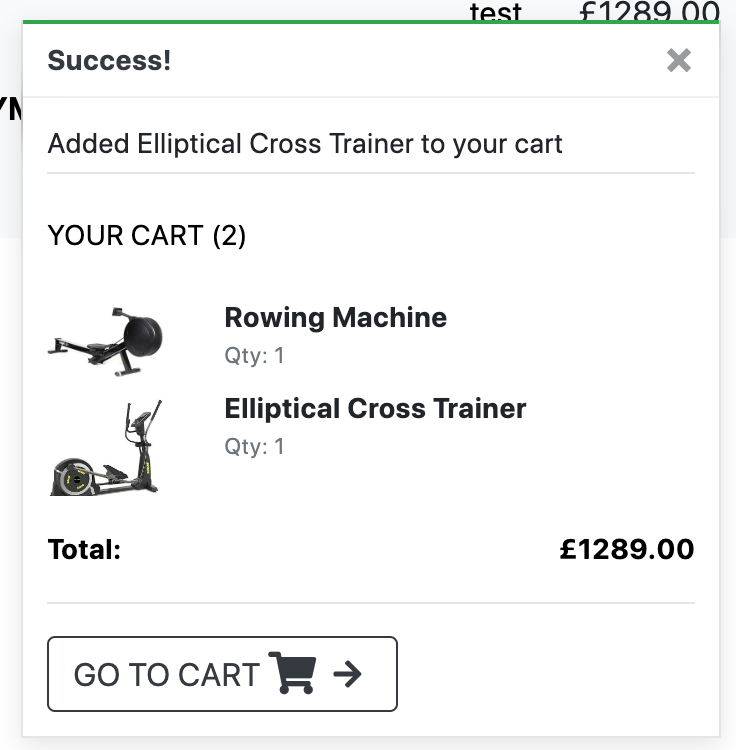 test £1289.00
Success!
Added Elliptical Cross Trainer to your cart
YOUR CART (2)
Rowing Machine
Qty: 1
Elliptical Cross Trainer
Qty: 1
Total: £1289.00
GO TO CART